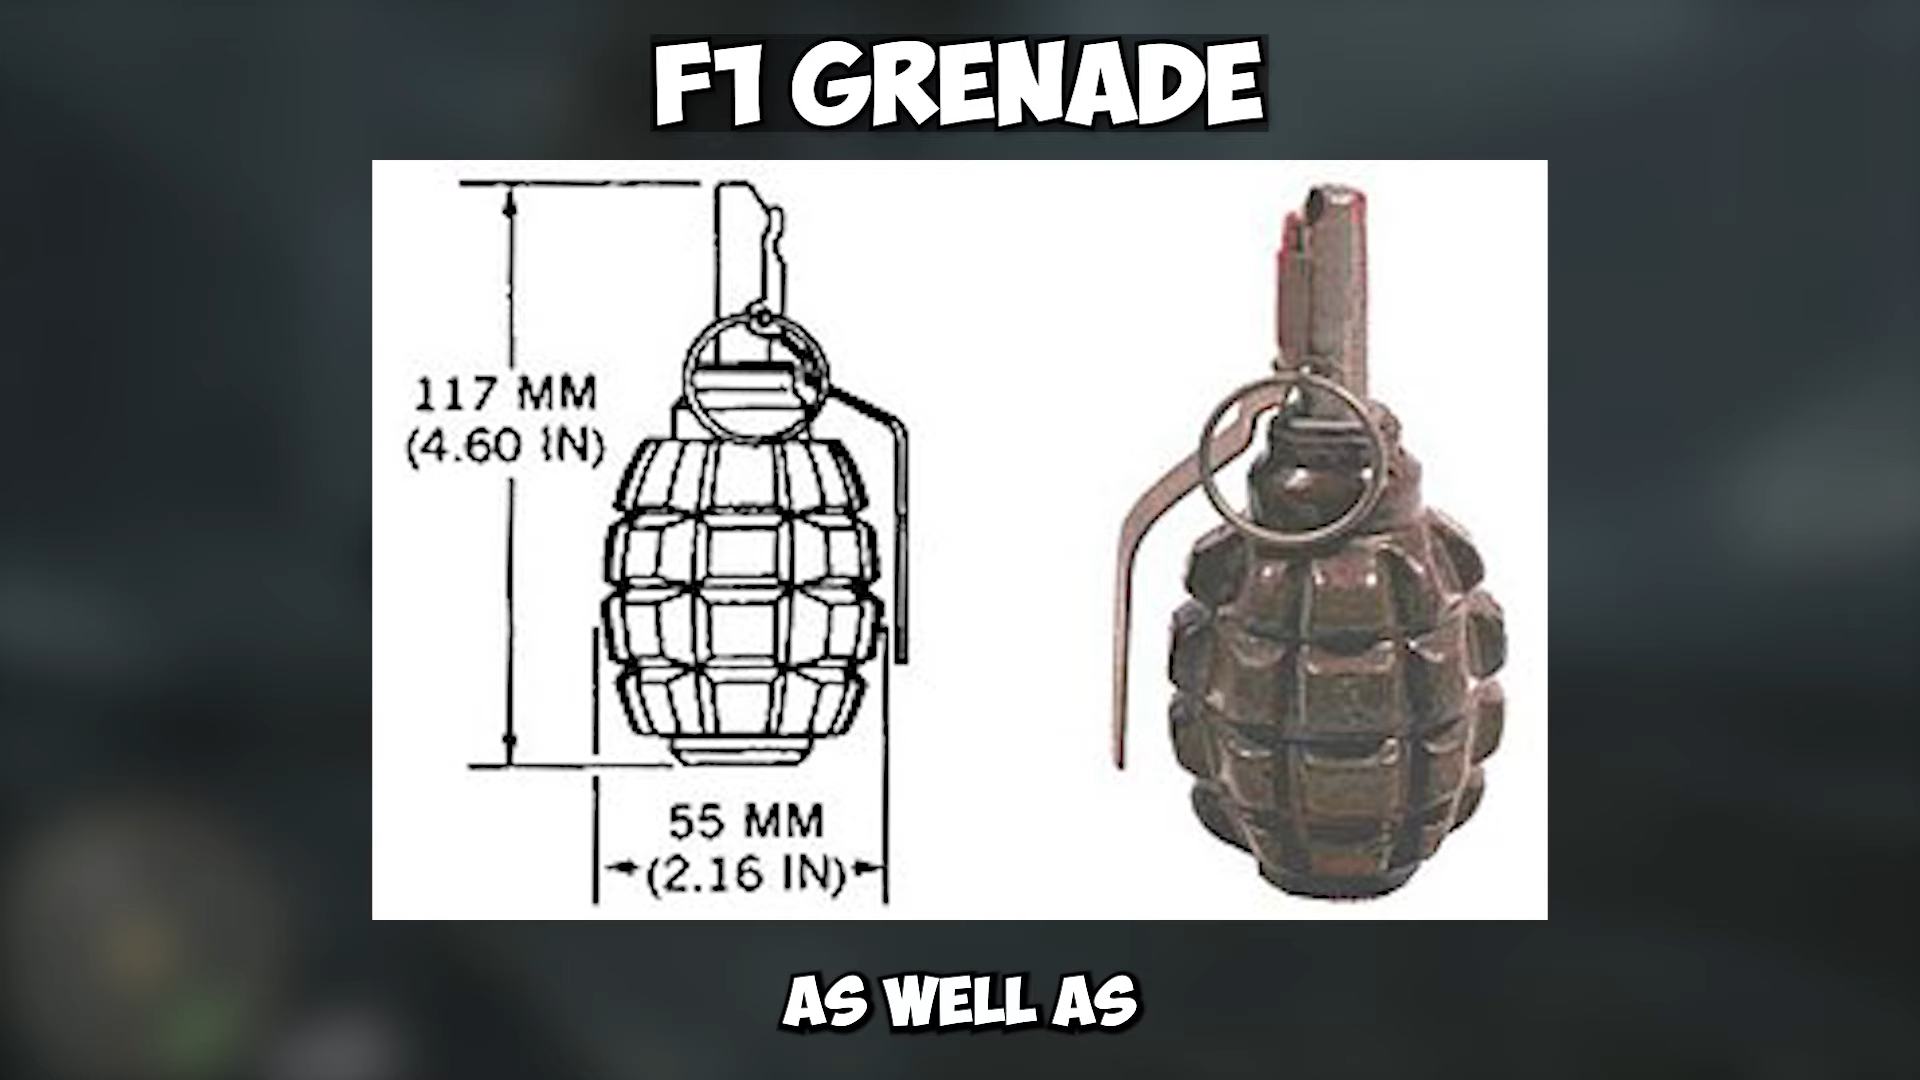 F1 GRENADE
117 MM
(4.60 IN)
55 MM
(2.16 IN)
AS WELL AS